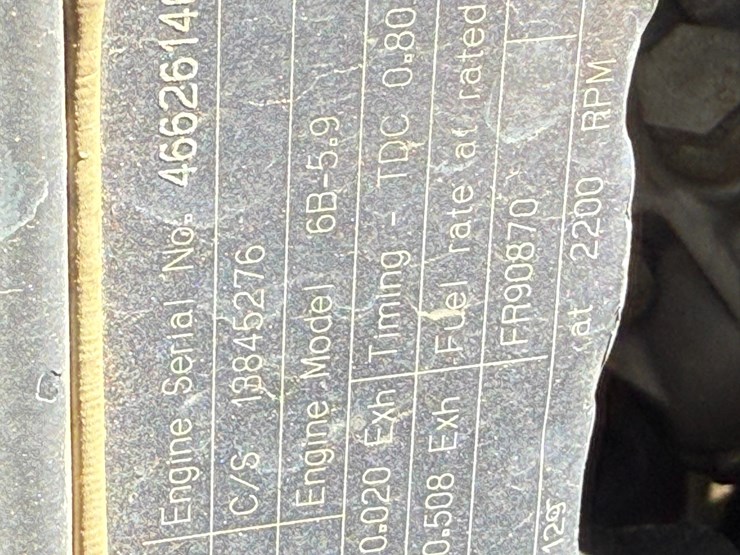 Engine Serial No. 4662614
C/S 13845276
Engine Model 6B-5.9
0.020 Exh Timing - TDC 0.80
0.508 Exh Fuel rate at rated
FR90870
at 2200 RPM